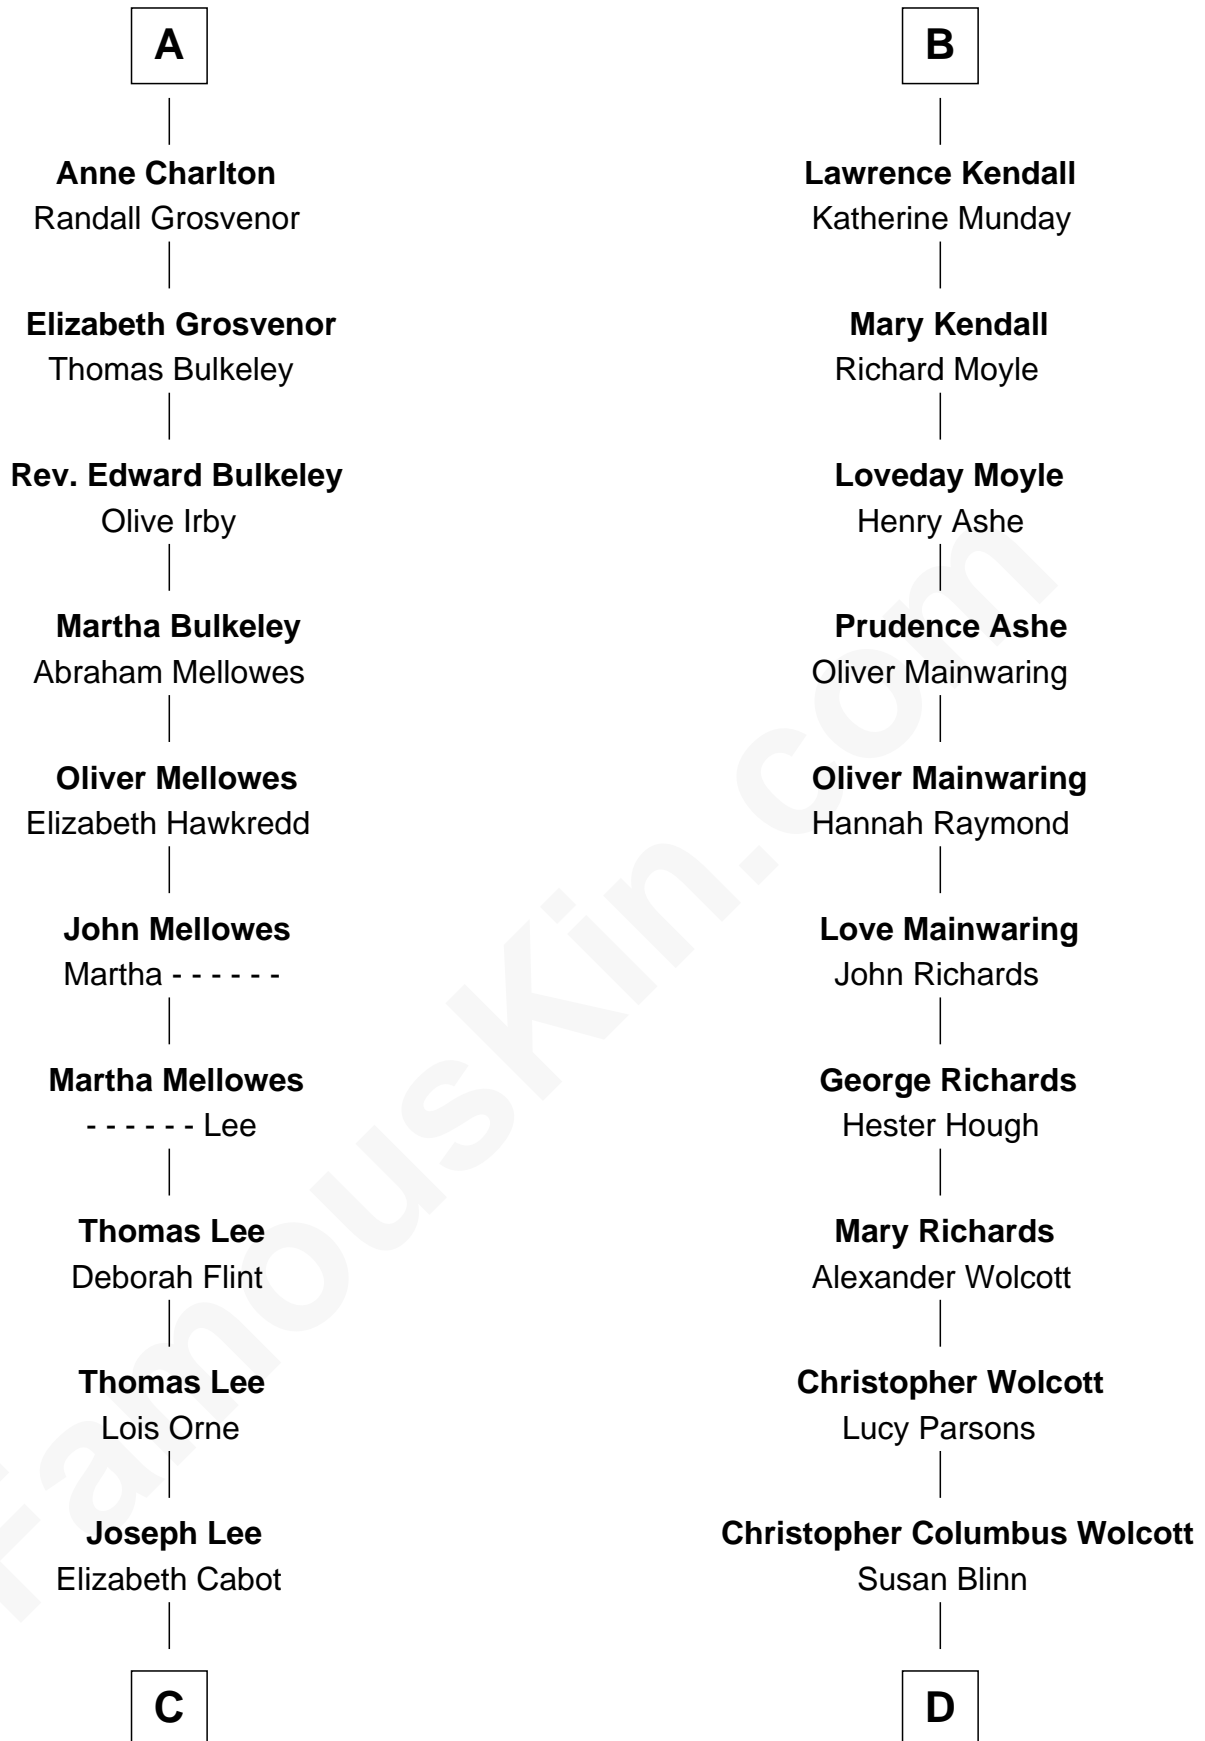 A
Anne Charlton
Randall Grosvenor
Elizabeth Grosvenor
Thomas Bulkeley
Rev. Edward Bulkeley
Olive Irby
Martha Bulkeley
Abraham Mellowes
Oliver Mellowes
Elizabeth Hawkredd
John Mellowes
Martha - - - - - -
Martha Mellowes
- - - - - - Lee
Thomas Lee
Deborah Flint
Thomas Lee
Lois Orne
Joseph Lee
Elizabeth Cabot
C
B
Lawrence Kendall
Katherine Munday
Mary Kendall
Richard Moyle
Loveday Moyle
Henry Ashe
Prudence Ashe
Oliver Mainwaring
Oliver Mainwaring
Hannah Raymond
Love Mainwaring
John Richards
George Richards
Hester Hough
Mary Richards
Alexander Wolcott
Christopher Wolcott
Lucy Parsons
Christopher Columbus Wolcott
Susan Blinn
D
FamousKin.com